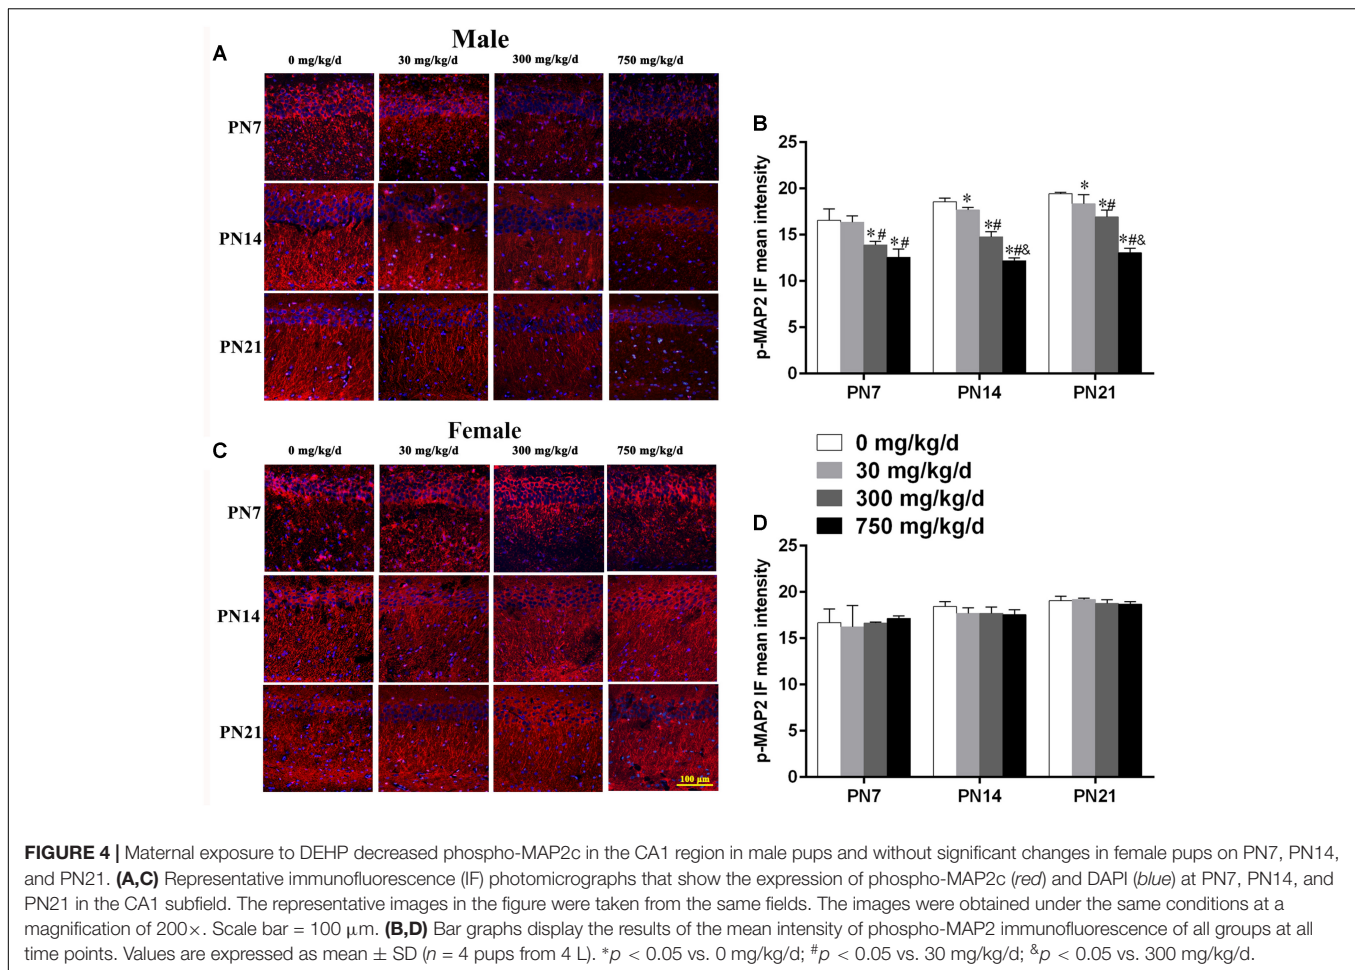 Male
A
0 mg/kg/d 30 mg/kg/d 300 mg/kg/d 750 mg/kg/d
PN7
PN14
PN21
B
p-MAP2 IF mean intensity
25
20
15
10
5
0
*# *#
* *# *#&
* *# *#&
PN7 PN14 PN21
0 mg/kg/d
30 mg/kg/d
300 mg/kg/d
750 mg/kg/d
Female
C
0 mg/kg/d 30 mg/kg/d 300 mg/kg/d 750 mg/kg/d
PN7
PN14
PN21
100 μm
D
p-MAP2 IF mean intensity
25
20
15
10
5
0
PN7 PN14 PN21
FIGURE 4 | Maternal exposure to DEHP decreased phospho-MAP2c in the CA1 region in male pups and without significant changes in female pups on PN7, PN14,
and PN21. (A,C) Representative immunofluorescence (IF) photomicrographs that show the expression of phospho-MAP2c (red) and DAPI (blue) at PN7, PN14, and
PN21 in the CA1 subfield. The representative images in the figure were taken from the same fields. The images were obtained under the same conditions at a
magnification of 200×. Scale bar = 100 μm. (B,D) Bar graphs display the results of the mean intensity of phospho-MAP2 immunofluorescence of all groups at all
time points. Values are expressed as mean ± SD (n = 4 pups from 4 L). *p < 0.05 vs. 0 mg/kg/d; #p < 0.05 vs. 30 mg/kg/d; &p < 0.05 vs. 300 mg/kg/d.